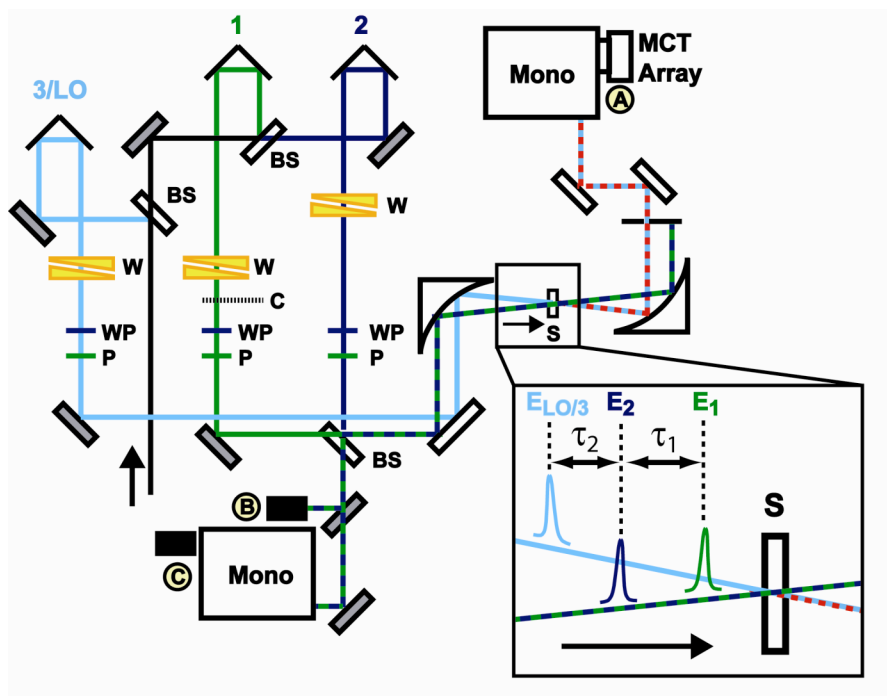 1
2
3/LO
Mono
MCT
Array
A
BS
BS
W
W
W
C
WP
P
WP
P
WP
P
S
BS
B
C
Mono
E_LO/3
E_2
E_1
τ_2
τ_1
S